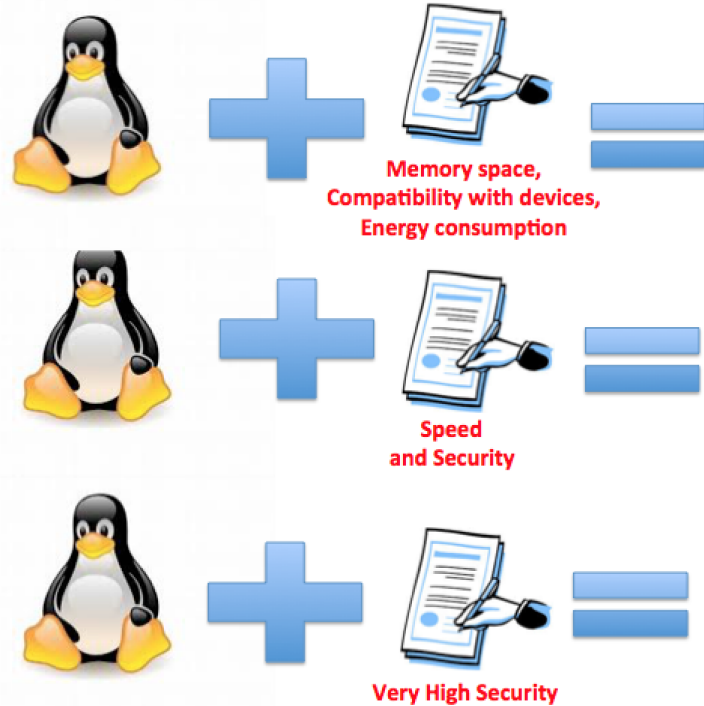 Memory space,
Compatibility with devices,
Energy consumption
Speed
and Security
Very High Security